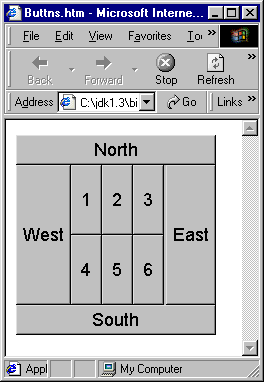 Buttns.htm - Microsoft Interne...
File Edit View Favorites »
Back Forward Stop Refresh »
Address C:\jdk1.3\bi Go Links »
North
West 1 2 3 East
4 5 6
South
Appl My Computer